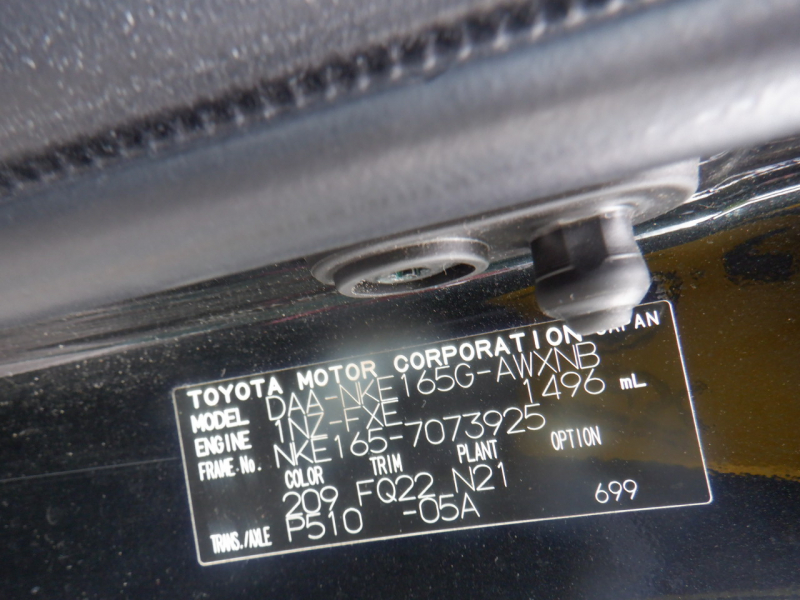 TOYOTA MOTOR CORPORATION JAPAN
MODEL DAA-NKE165G-AWXNB
ENGINE 1NZ-FXE 1496 mL
FRAME.No. NKE165-7073925
COLOR TRIM PLANT OPTION
209 FQ22 N21
TRANS./AXLE P510 -05A 699